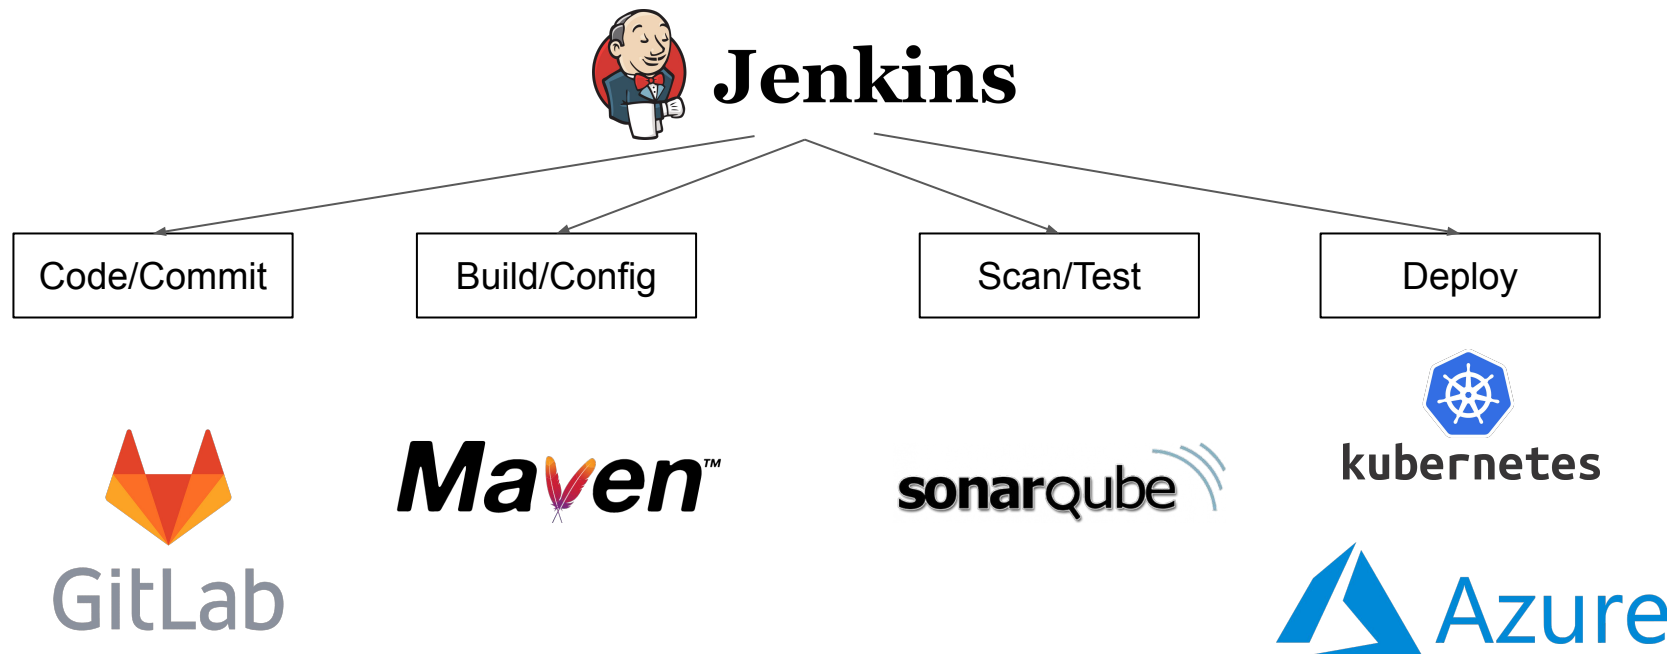 Jenkins
Code/Commit
Build/Config
Scan/Test
Deploy
GitLab
Maven™
sonarqube
kubernetes
Azure